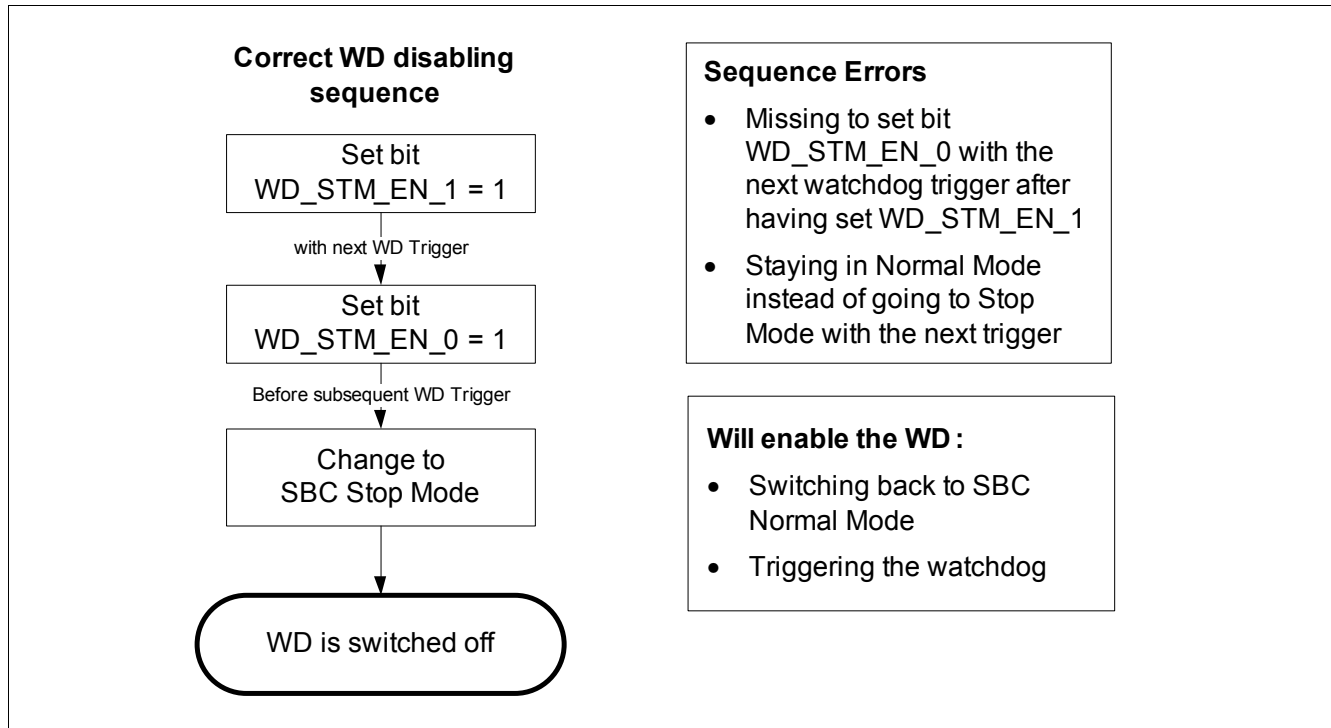 Correct WD disabling
sequence
Set bit
WD_STM_EN_1 = 1
with next WD Trigger
Set bit
WD_STM_EN_0 = 1
Before subsequent WD Trigger
Change to
SBC Stop Mode
WD is switched off
Sequence Errors
• Missing to set bit
WD_STM_EN_0 with the
next watchdog trigger after
having set WD_STM_EN_1
• Staying in Normal Mode
instead of going to Stop
Mode with the next trigger
Will enable the WD :
• Switching back to SBC
Normal Mode
• Triggering the watchdog